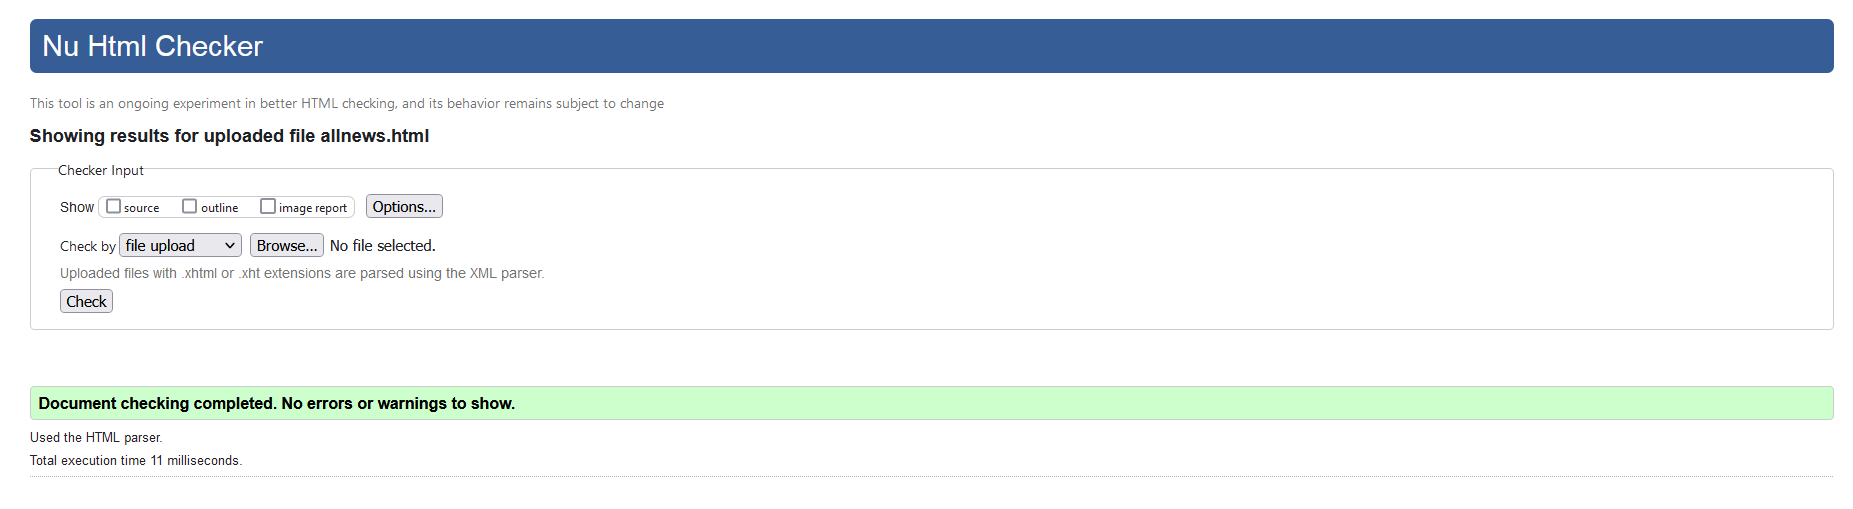 Nu Html Checker
This tool is an ongoing experiment in better HTML checking, and its behavior remains subject to change
Showing results for uploaded file allnews.html
Checker Input
Show source outline image report Options...
Check by file upload Browse... No file selected.
Uploaded files with .xhtml or .xht extensions are parsed using the XML parser.
Check
Document checking completed. No errors or warnings to show.
Used the HTML parser.
Total execution time 11 milliseconds.